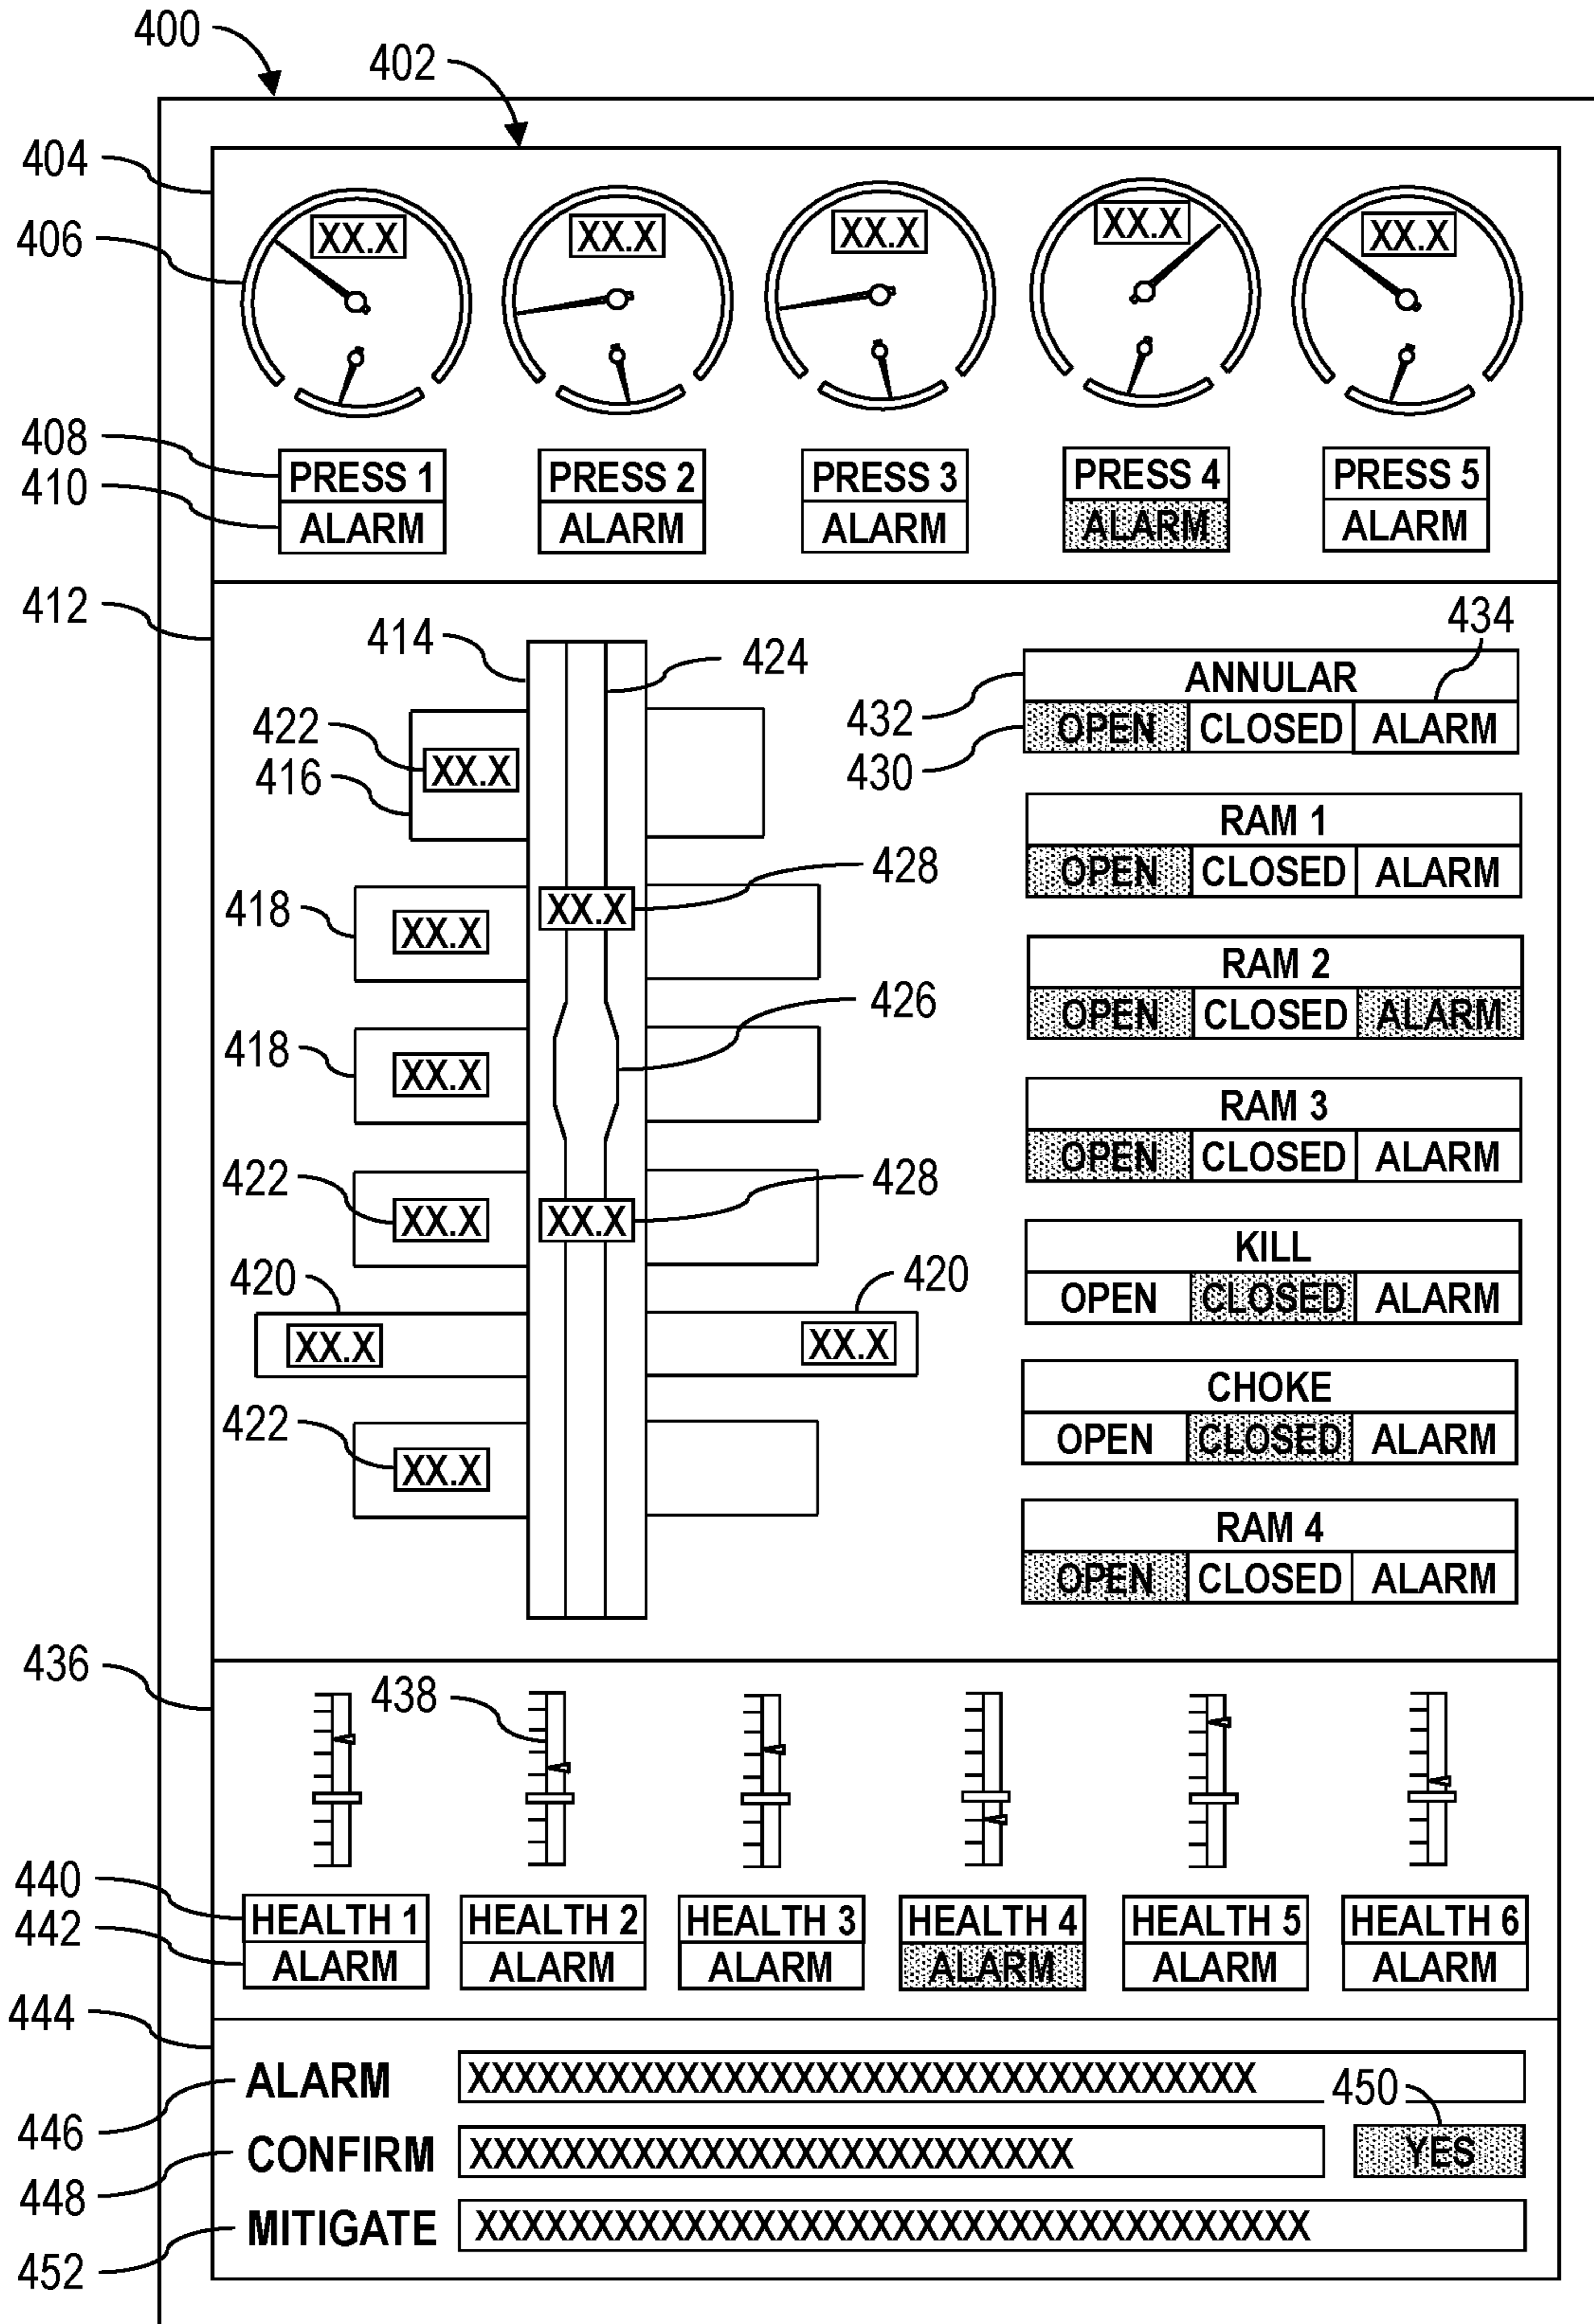 400
402
404
406
XX.X XX.X XX.X XX.X XX.X
408
410
PRESS 1 PRESS 2 PRESS 3 PRESS 4 PRESS 5
ALARM ALARM ALARM ALARM ALARM
412
414
424
434
432
430
ANNULAR
OPEN CLOSED ALARM
422
416
XX.X
RAM 1
OPEN CLOSED ALARM
428
418
XX.X XX.X
RAM 2
OPEN CLOSED ALARM
426
418
XX.X
RAM 3
OPEN CLOSED ALARM
422
428
XX.X XX.X
KILL
OPEN CLOSED ALARM
420
420
XX.X XX.X
CHOKE
OPEN CLOSED ALARM
422
XX.X
RAM 4
OPEN CLOSED ALARM
436
438
440
442
HEALTH 1 HEALTH 2 HEALTH 3 HEALTH 4 HEALTH 5 HEALTH 6
ALARM ALARM ALARM ALARM ALARM ALARM
444
ALARM XXXXXXXXXXXXXXXXXXXXXXXXXXXXXXXXXX
450
446
CONFIRM XXXXXXXXXXXXXXXXXXXXXXXXXX YES
448
MITIGATE XXXXXXXXXXXXXXXXXXXXXXXXXXXXXXXXXXXX
452